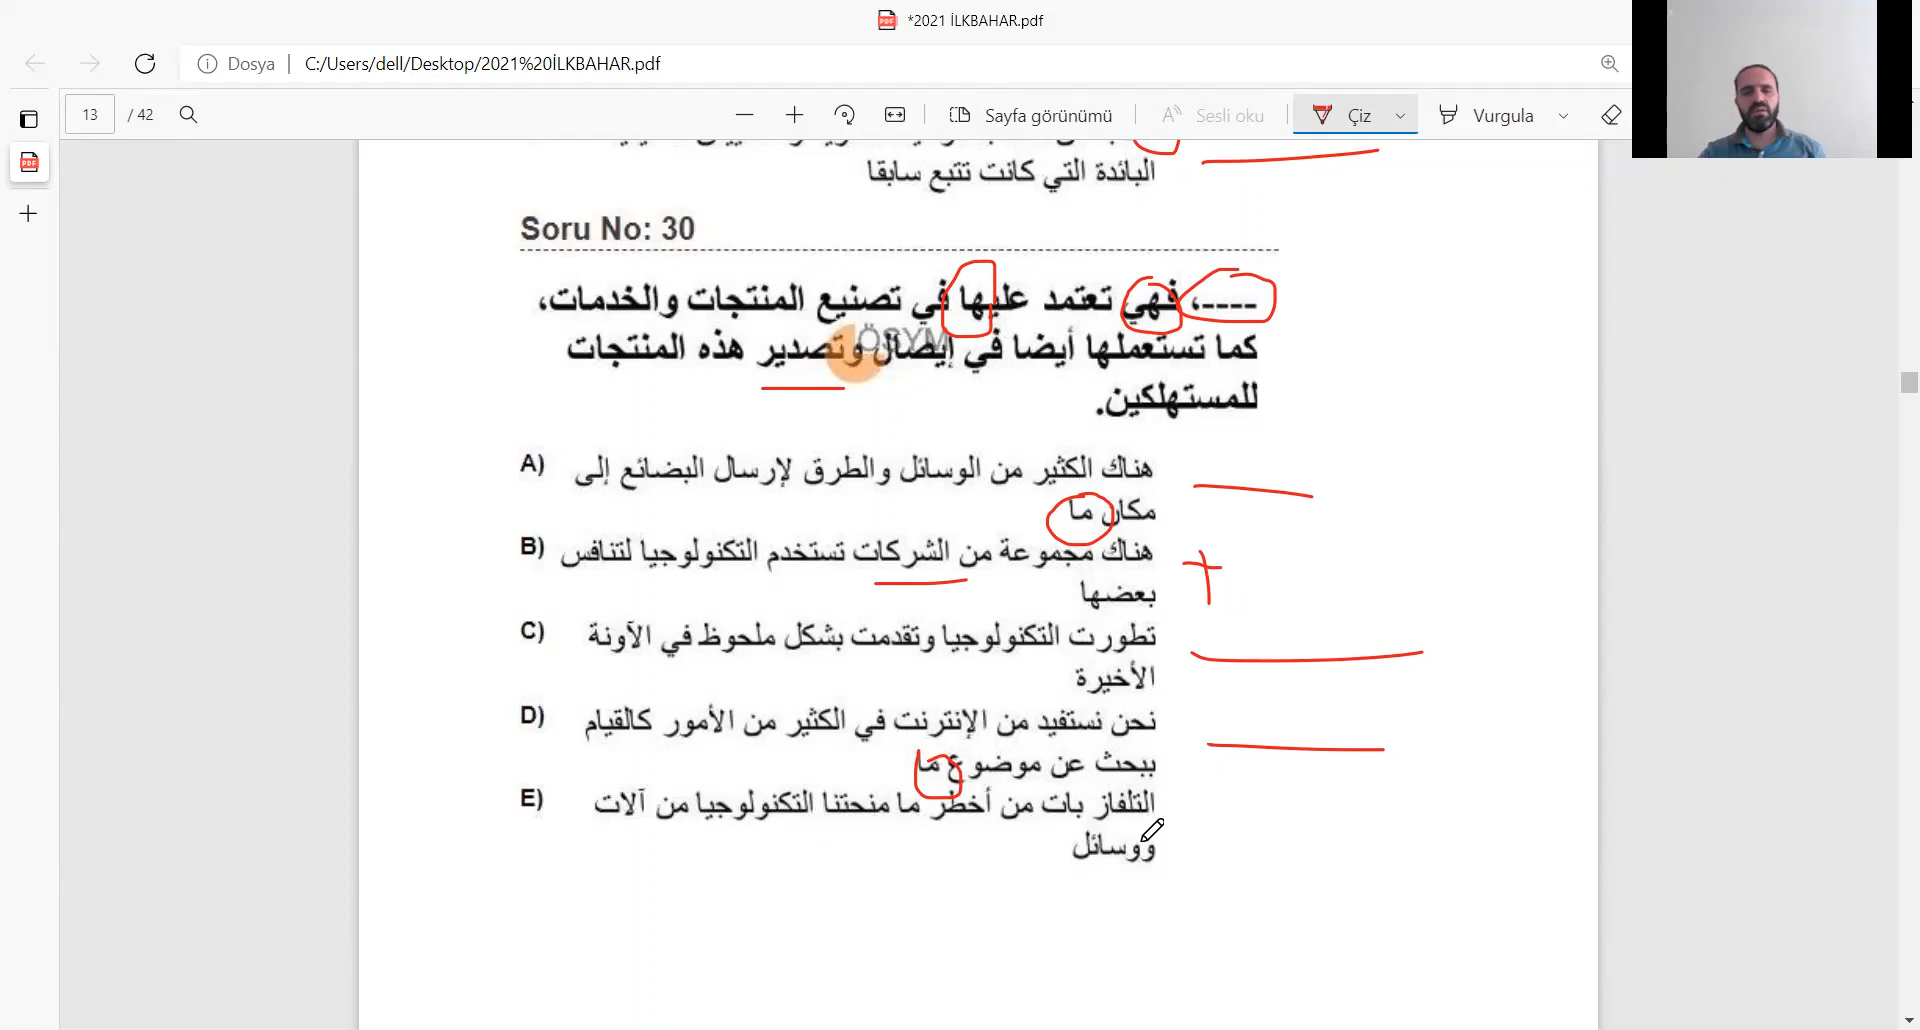 *2021 İLKBAHAR.pdf
Dosya
C:/Users/dell/Desktop/2021%20İLKBAHAR.pdf
13 / 42
Sayfa görünümü
Sesli oku
Çiz
Vurgula
البائدة التي كانت تتبع سابقا
Soru No: 30
----، فهي تعتمد عليها في تصنيع المنتجات والخدمات،
كما تستعملها أيضا في إيصال وتصدير هذه المنتجات
للمستهلكين.
ÖSYM
A) هناك الكثير من الوسائل والطرق لإرسال البضائع إلى
مكان ما
B) هناك مجموعة من الشركات تستخدم التكنولوجيا لتنافس
بعضها
C) تطورت التكنولوجيا وتقدمت بشكل ملحوظ في الآونة
الأخيرة
D) نحن نستفيد من الإنترنت في الكثير من الأمور كالقيام
ببحث عن موضوع ما
E) التلفاز بات من أخطر ما منحتنا التكنولوجيا من آلات
ووسائل